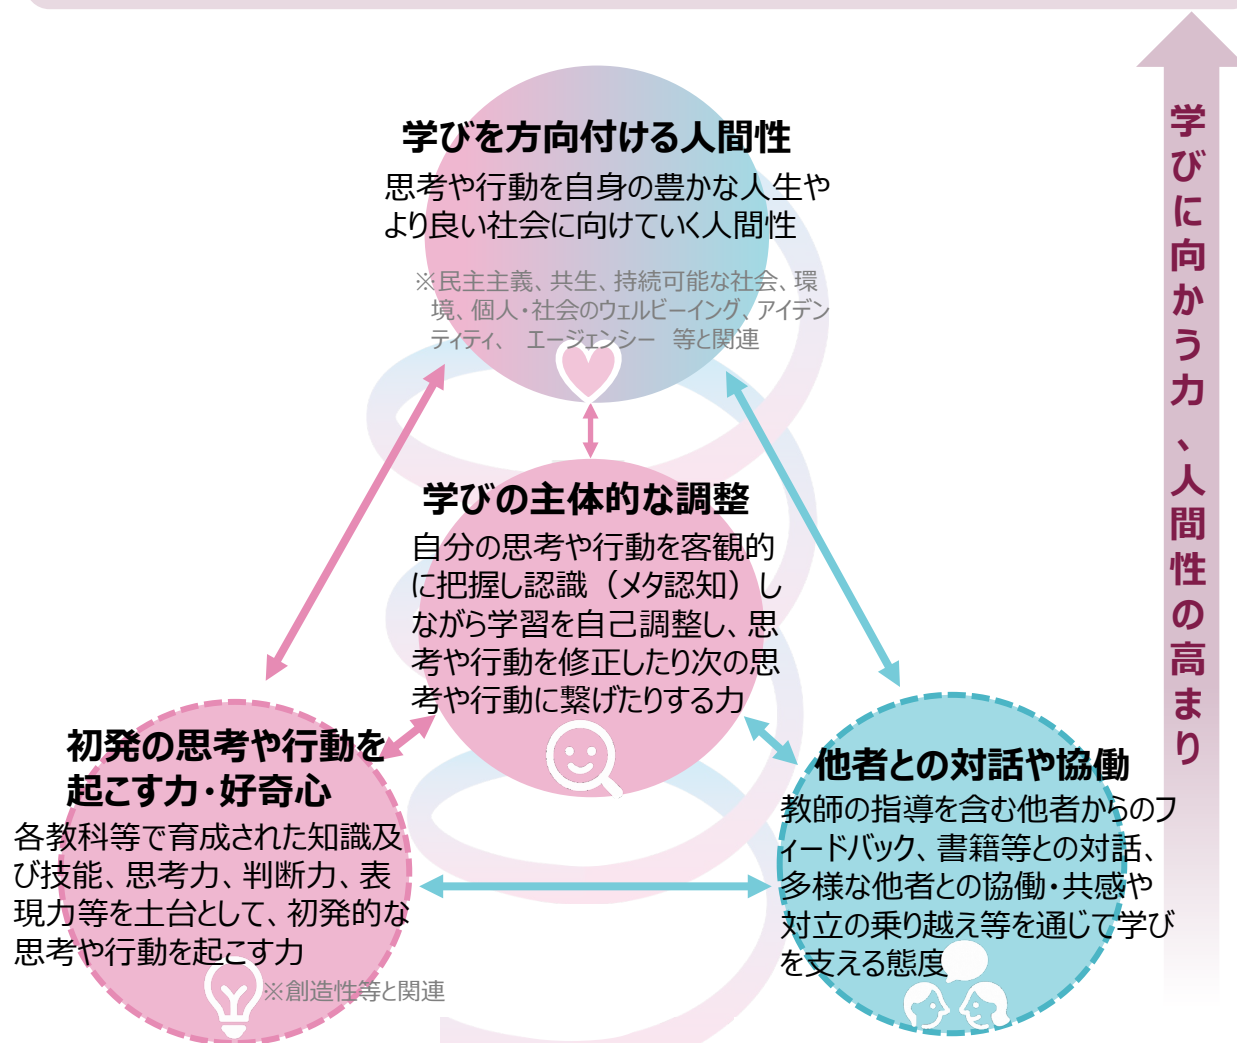 学びを方向付ける人間性
思考や行動を自身の豊かな人生や
より良い社会に向けていく人間性
※民主主義、共生、持続可能な社会、環
境、個人・社会のウェルビーイング、アイデン
ティティ、 エージェンシー 等と関連
学びの主体的な調整
自分の思考や行動を客観的
に把握し認識（メタ認知）し
ながら学習を自己調整し、思
考や行動を修正したり次の思
考や行動に繋げたりする力
初発の思考や行動を
起こす力・好奇心
各教科等で育成された知識及
び技能、思考力、判断力、表
現力等を土台として、初発的な
思考や行動を起こす力
※創造性等と関連
他者との対話や協働
教師の指導を含む他者からのフ
ィードバック、書籍等との対話、
多様な他者との協働・共感や
対立の乗り越え等を通じて学び
を支える態度
学びに向かう力、人間性の高まり